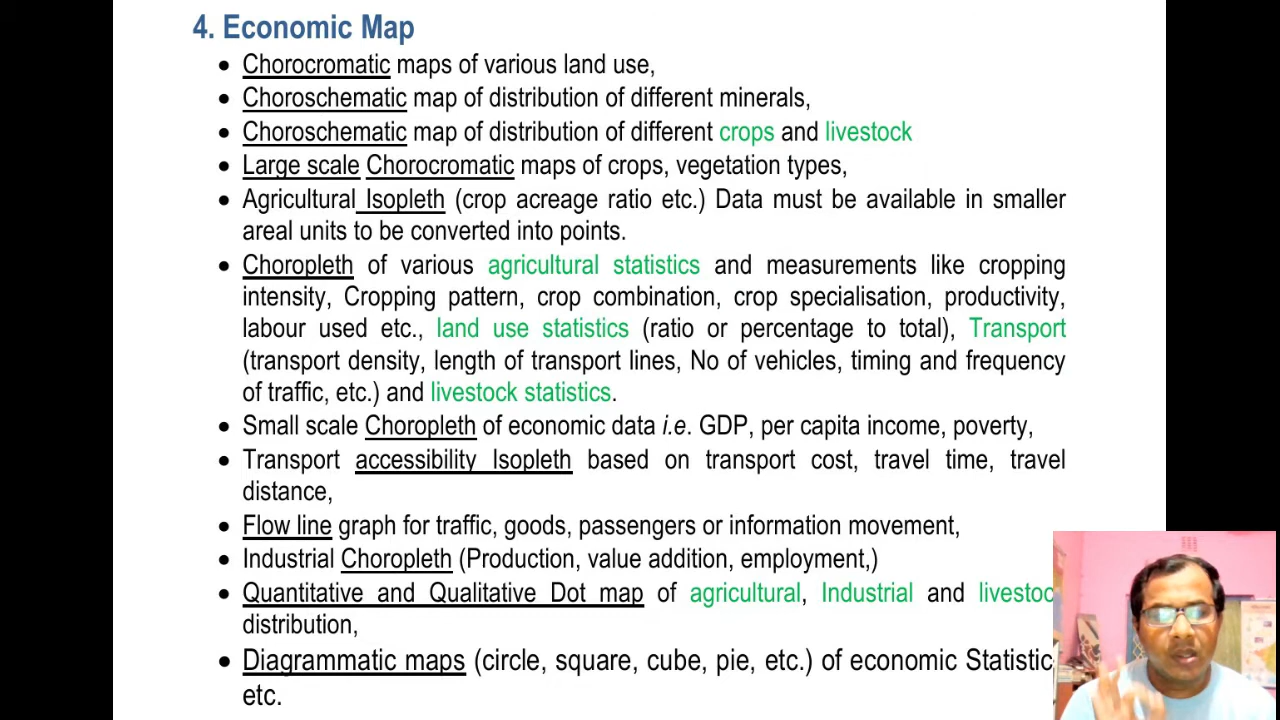 4. Economic Map
• Chorocromatic maps of various land use,
• Choroschematic map of distribution of different minerals,
• Choroschematic map of distribution of different crops and livestock
• Large scale Chorocromatic maps of crops, vegetation types,
• Agricultural Isopleth (crop acreage ratio etc.) Data must be available in smaller
areal units to be converted into points.
• Choropleth of various agricultural statistics and measurements like cropping
intensity, Cropping pattern, crop combination, crop specialisation, productivity,
labour used etc., land use statistics (ratio or percentage to total), Transport
(transport density, length of transport lines, No of vehicles, timing and frequency
of traffic, etc.) and livestock statistics.
• Small scale Choropleth of economic data i.e. GDP, per capita income, poverty,
• Transport accessibility Isopleth based on transport cost, travel time, travel
distance,
• Flow line graph for traffic, goods, passengers or information movement,
• Industrial Choropleth (Production, value addition, employment,)
• Quantitative and Qualitative Dot map of agricultural, Industrial and livestoc
distribution,
• Diagrammatic maps (circle, square, cube, pie, etc.) of economic Statistic
etc.